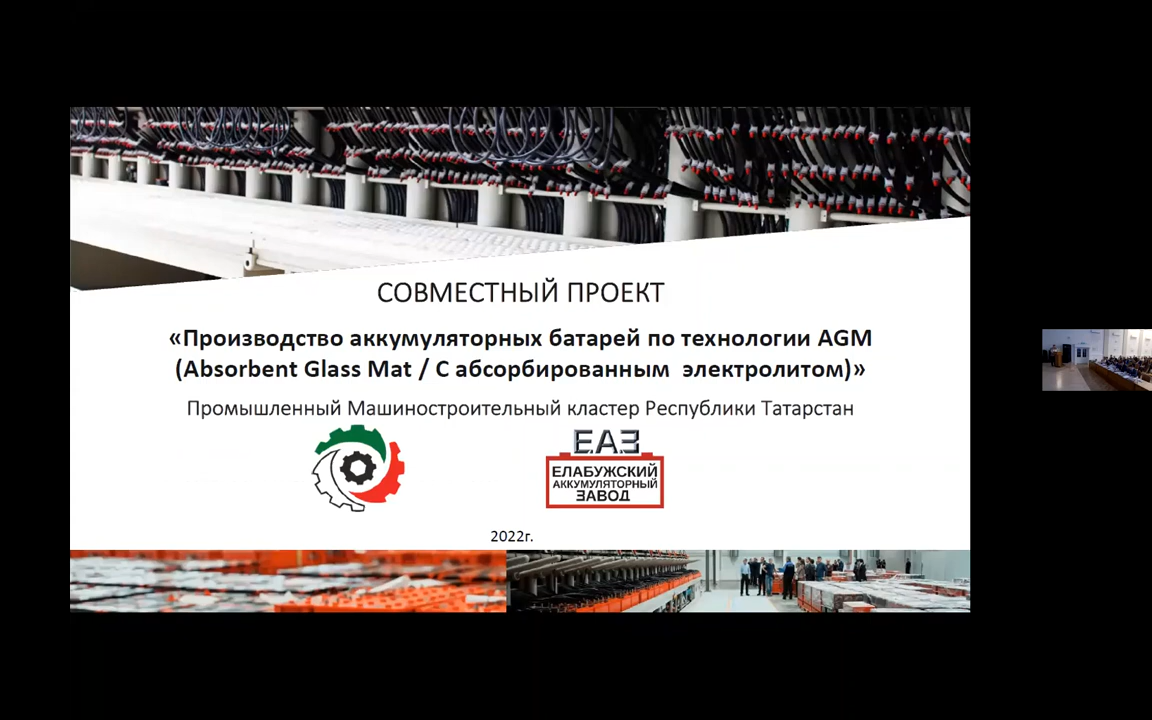 СОВМЕСТНЫЙ ПРОЕКТ
«Производство аккумуляторных батарей по технологии AGM
(Absorbent Glass Mat / С абсорбированным электролитом)»
Промышленный Машиностроительный кластер Республики Татарстан
ЕАЗ
ЕЛАБУЖСКИЙ
АККУМУЛЯТОРНЫЙ
ЗАВОД
2022г.